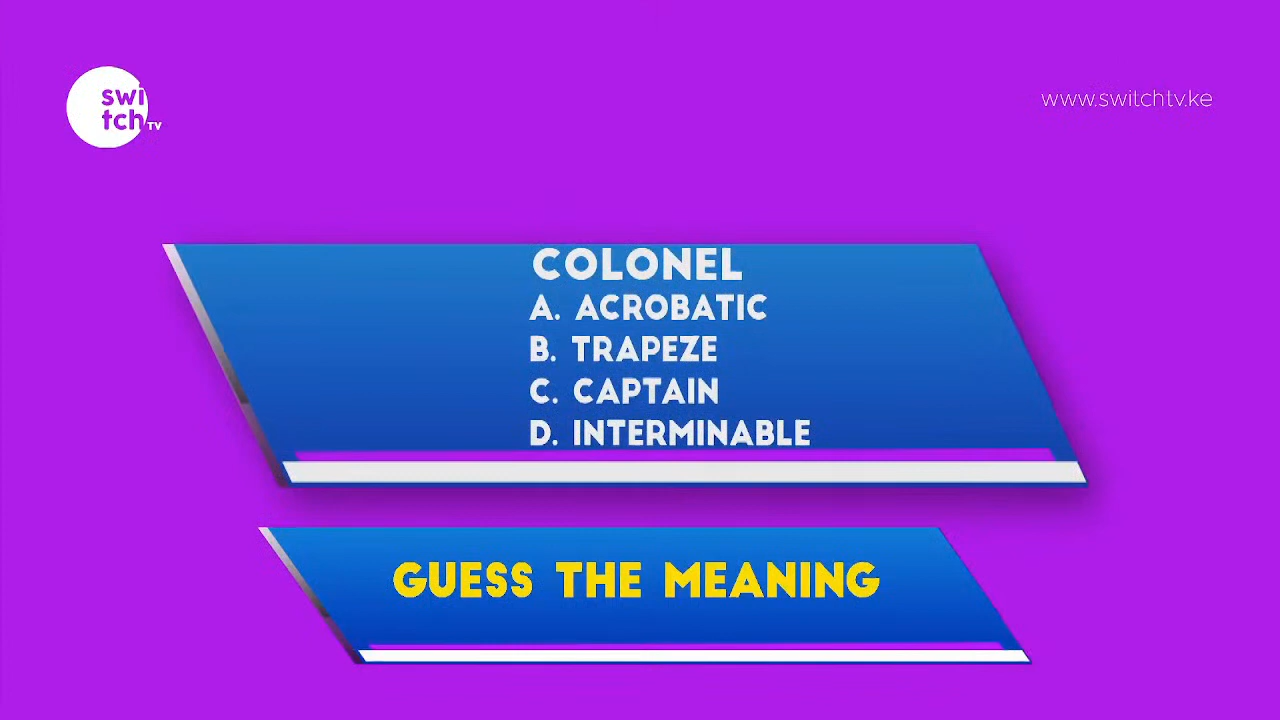 swi
tch TV
www.switchtv.ke
COLONEL
A. ACROBATIC
B. TRAPEZE
C. CAPTAIN
D. INTERMINABLE
GUESS THE MEANING